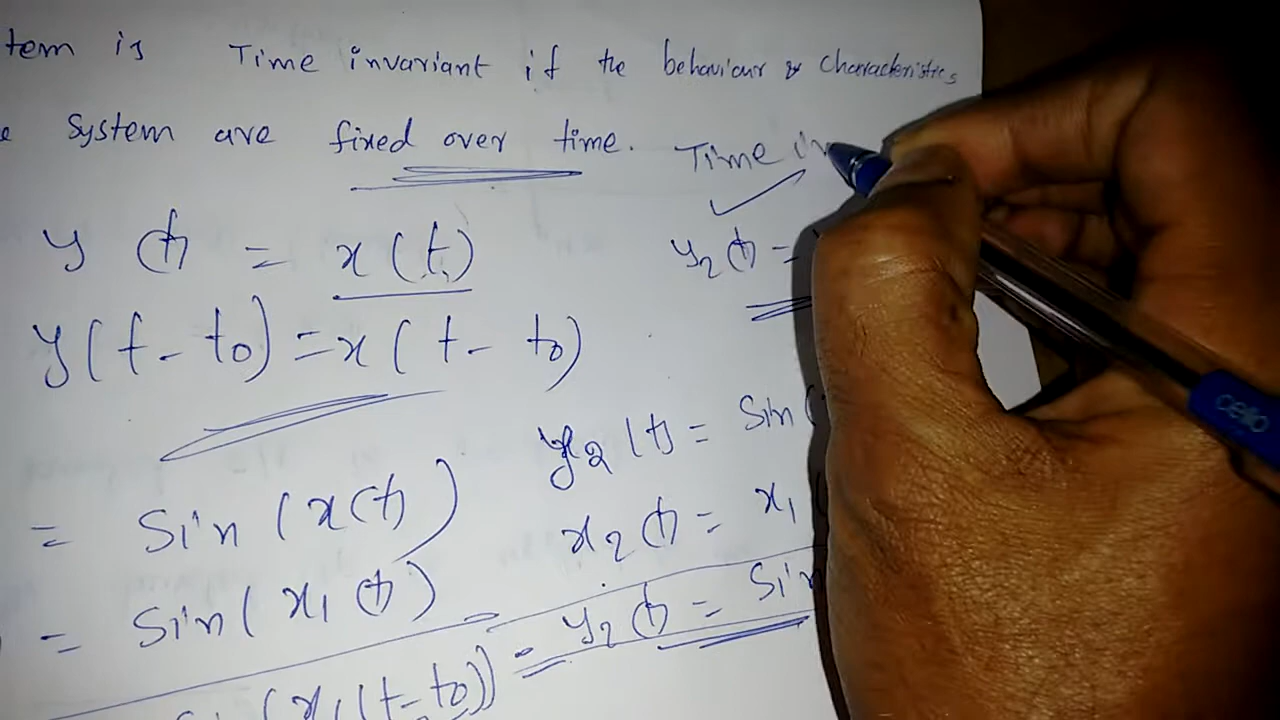 tem is Time invariant if the behaviour & characteristics
System are fixed over time. Time in
y (t) = x(t)
y2(t) =
y(t - t0) = x(t - t0)
y2(t) = Sin(
= Sin(x(t))
x2(t) = x1(
= Sin(x1(t))
y2(t) = Sin
(x1(t-t0))
cello